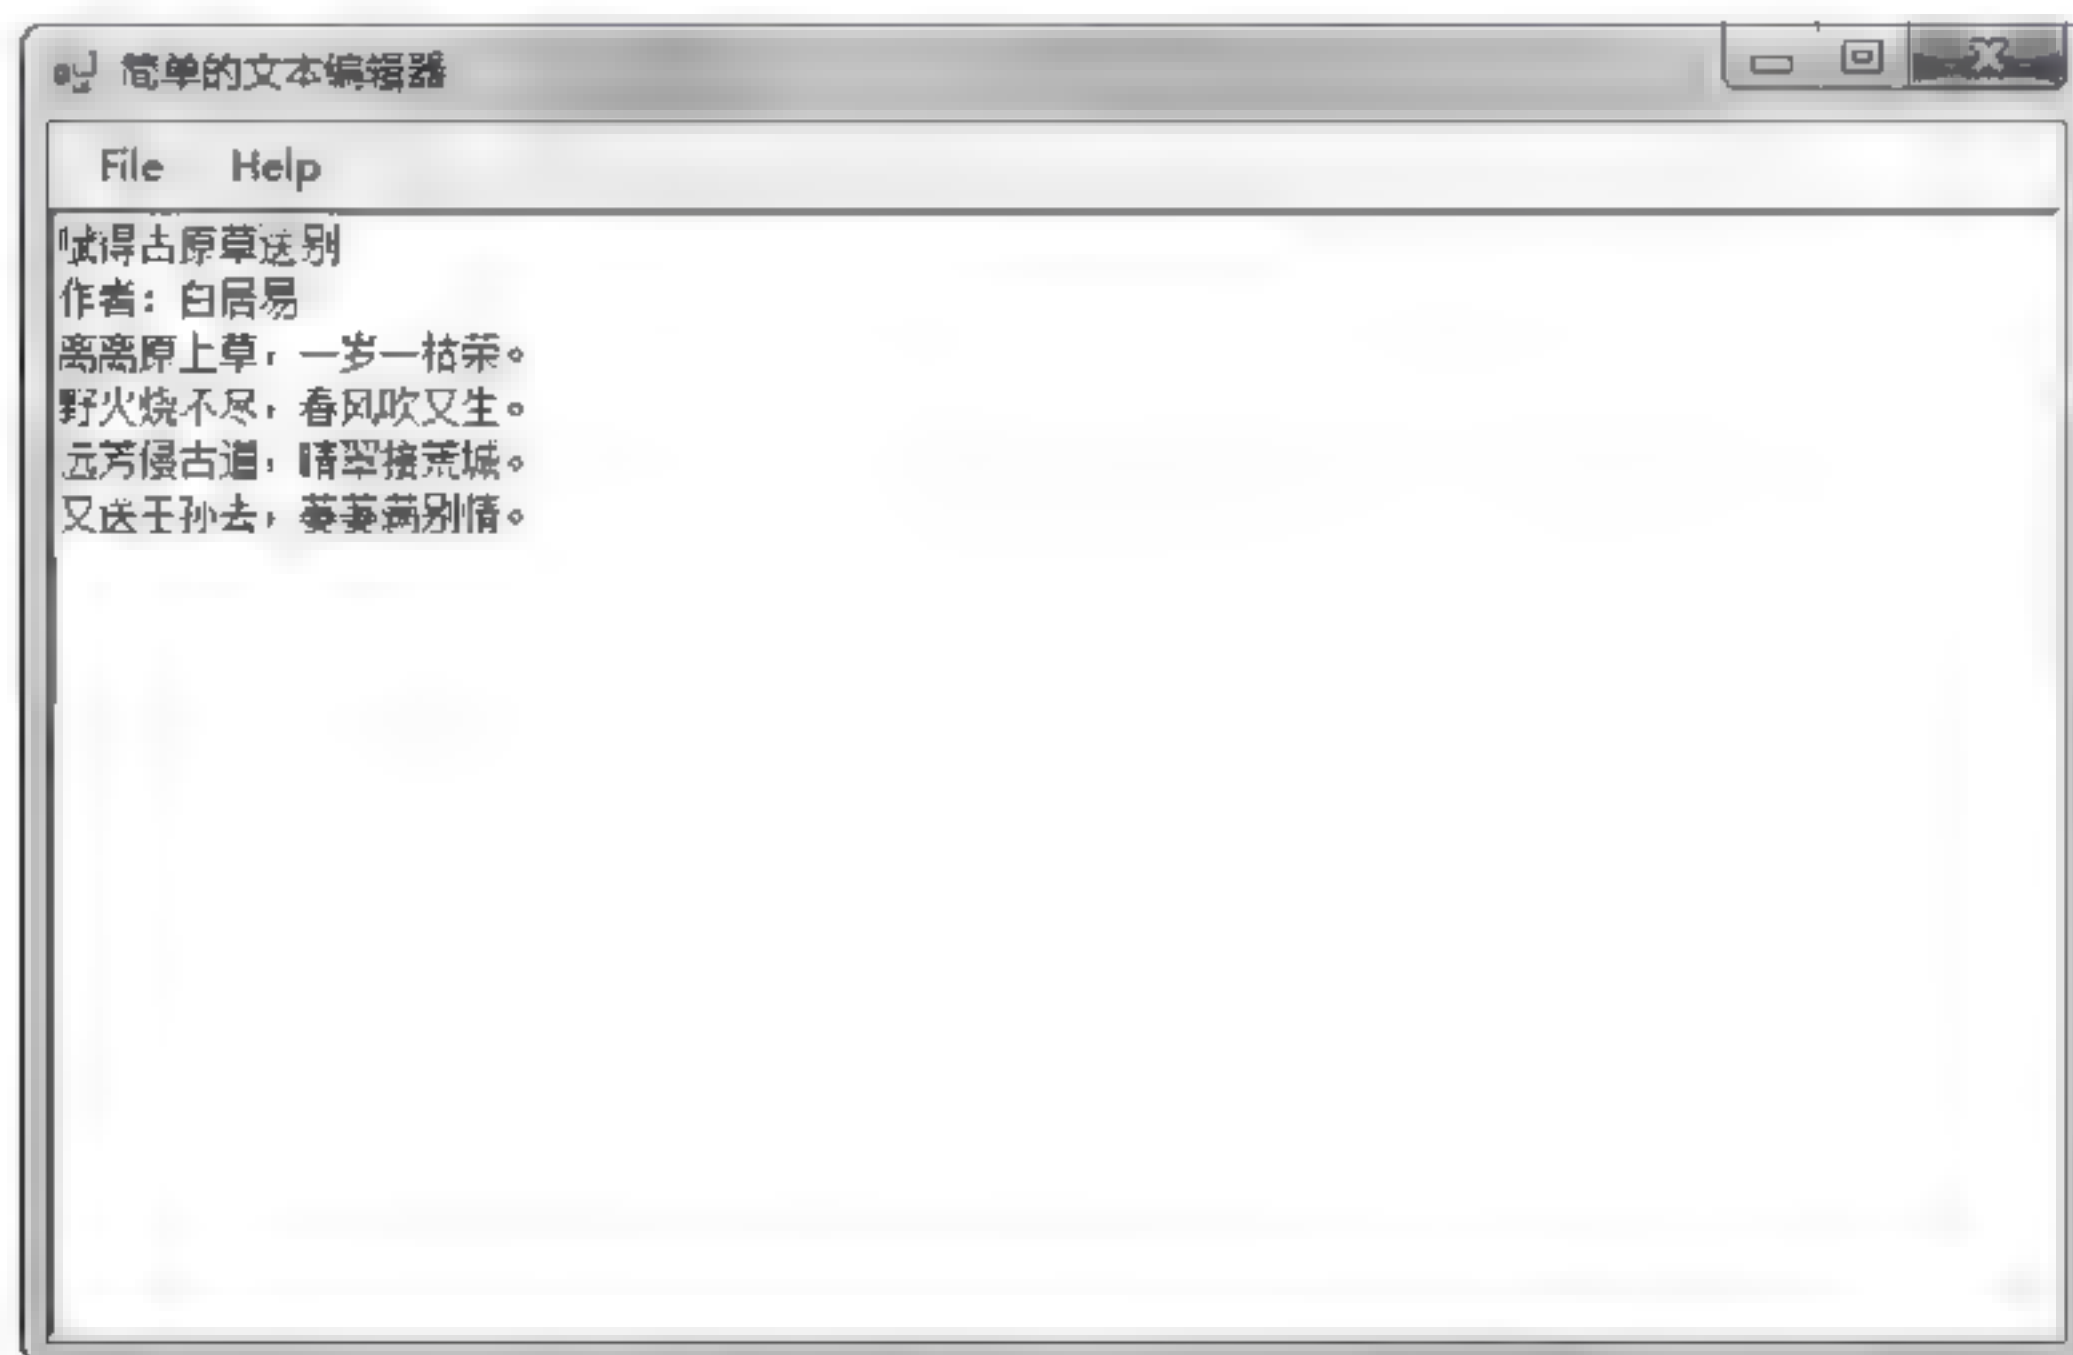 简单的文本编辑器
File Help
赋得古原草送别
作者：白居易
离离原上草，一岁一枯荣。
野火烧不尽，春风吹又生。
远芳侵古道，晴翠接荒城。
又送王孙去，萋萋满别情。